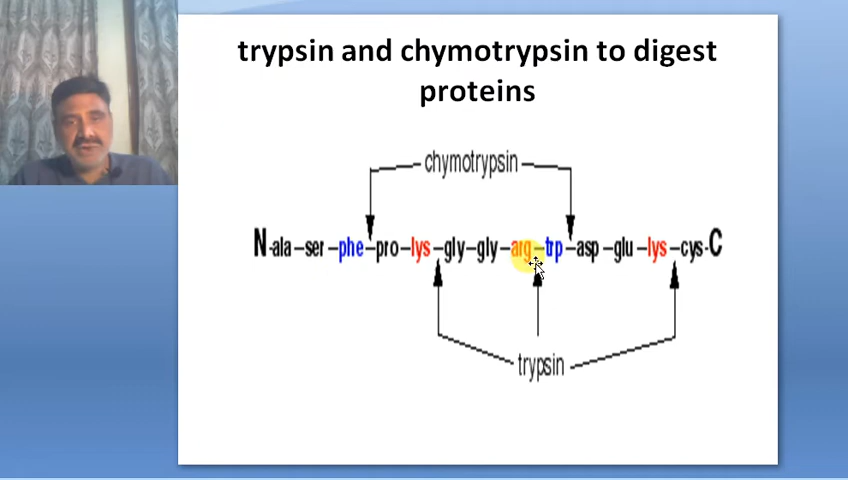 trypsin and chymotrypsin to digest
proteins
chymotrypsin
N-ala–ser–phe–pro–lys–gly–gly–arg–trp–asp–glu–lys–cys-C
trypsin